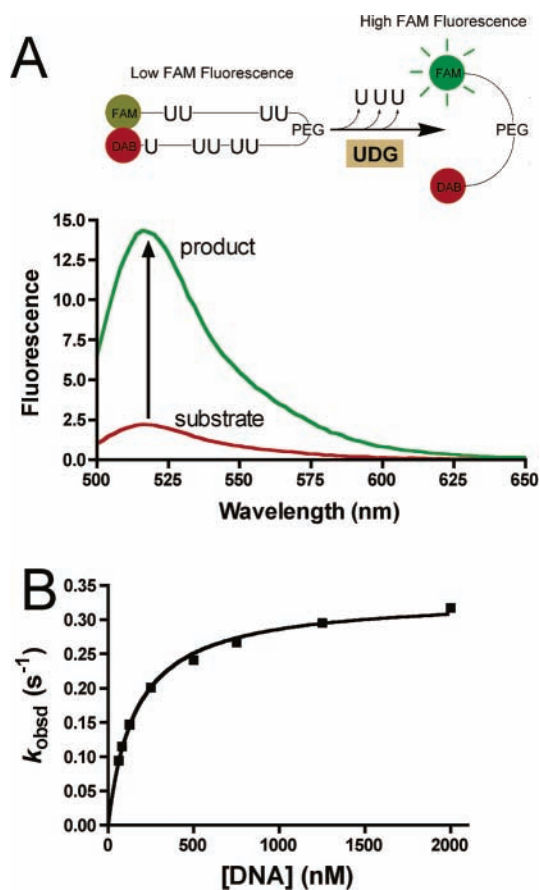 A
Low FAM Fluorescence
High FAM Fluorescence
FAM UU UU
DAB U UU UU
PEG
U U U
UDG
FAM
PEG
DAB
Fluorescence
15.0
12.5
10.0
7.5
5.0
2.5
0.0
product
substrate
500 525 550 575 600 625 650
Wavelength (nm)
B
k obsd (s⁻¹)
0.35
0.30
0.25
0.20
0.15
0.10
0.05
0.00
0 500 1000 1500 2000
[DNA] (nM)